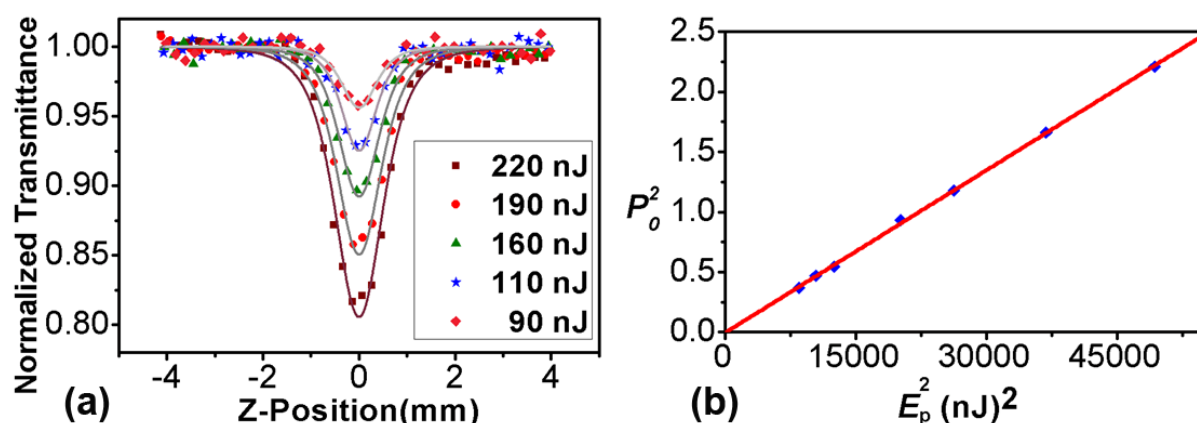 Normalized Transmittance
1.00
0.95
0.90
0.85
0.80
220 nJ
190 nJ
160 nJ
110 nJ
90 nJ
-4
-2
0
2
4
Z-Position(mm)
(a)
P_o^2
2.5
2.0
1.5
1.0
0.5
0.0
0
15000
30000
45000
E_p^2 (nJ)^2
(b)